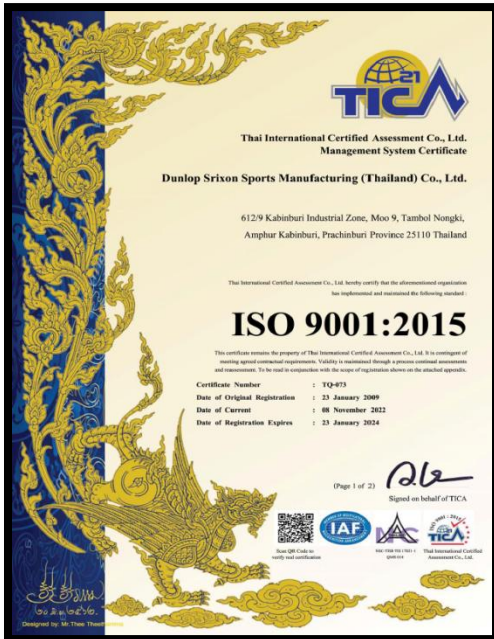 21
TICA
Thai International Certified Assessment Co., Ltd.
Management System Certificate
Dunlop Srixon Sports Manufacturing (Thailand) Co., Ltd.
612/9 Kabinburi Industrial Zone, Moo 9, Tambol Nongki,
Amphur Kabinburi, Prachinburi Province 25110 Thailand
Thai International Certified Assessment Co., Ltd. hereby certify that the aforementioned organization
has implemented and maintained the following standard :
ISO 9001:2015
This certificate remains the property of Thai International Certified Assessment Co., Ltd. It is contingent of
meeting agreed contractual requirements. Validity is maintained through a process continual assessments
and reassessment. To be read in conjunction with the scope of registration shown on the attached appendix.
Certificate Number : TQ-073
Date of Original Registration : 23 January 2009
Date of Current : 08 November 2022
Date of Registration Expires : 23 January 2024
(Page 1 of 2)
Signed on behalf of TICA
IAF
NAC
TICA
Scan QR Code to
verify real certification
Thai International Certified
Assessment Co., Ltd.
Designed by: Mr.Thee